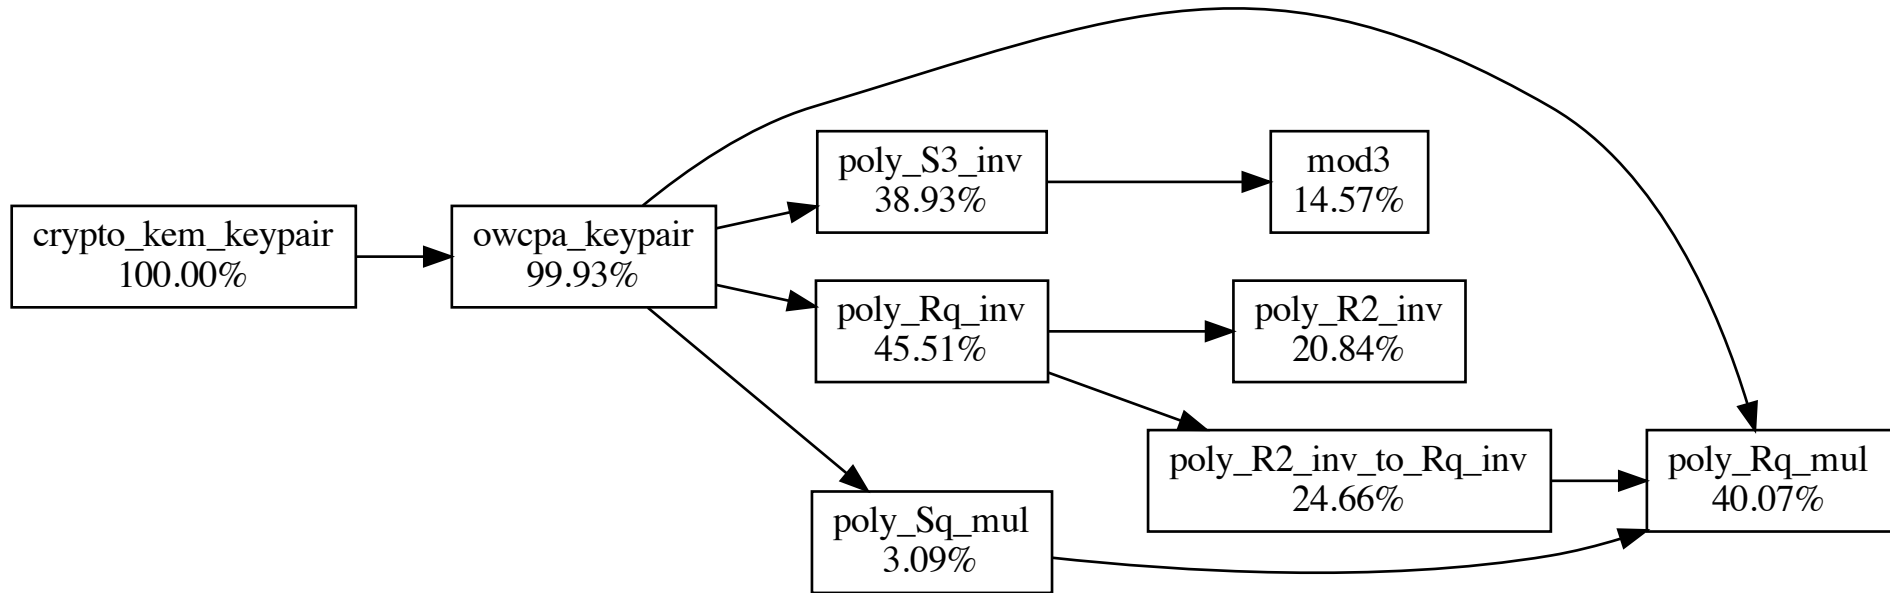 crypto_kem_keypair
100.00%
owcpa_keypair
99.93%
poly_S3_inv
38.93%
mod3
14.57%
poly_Rq_inv
45.51%
poly_R2_inv
20.84%
poly_R2_inv_to_Rq_inv
24.66%
poly_Rq_mul
40.07%
poly_Sq_mul
3.09%